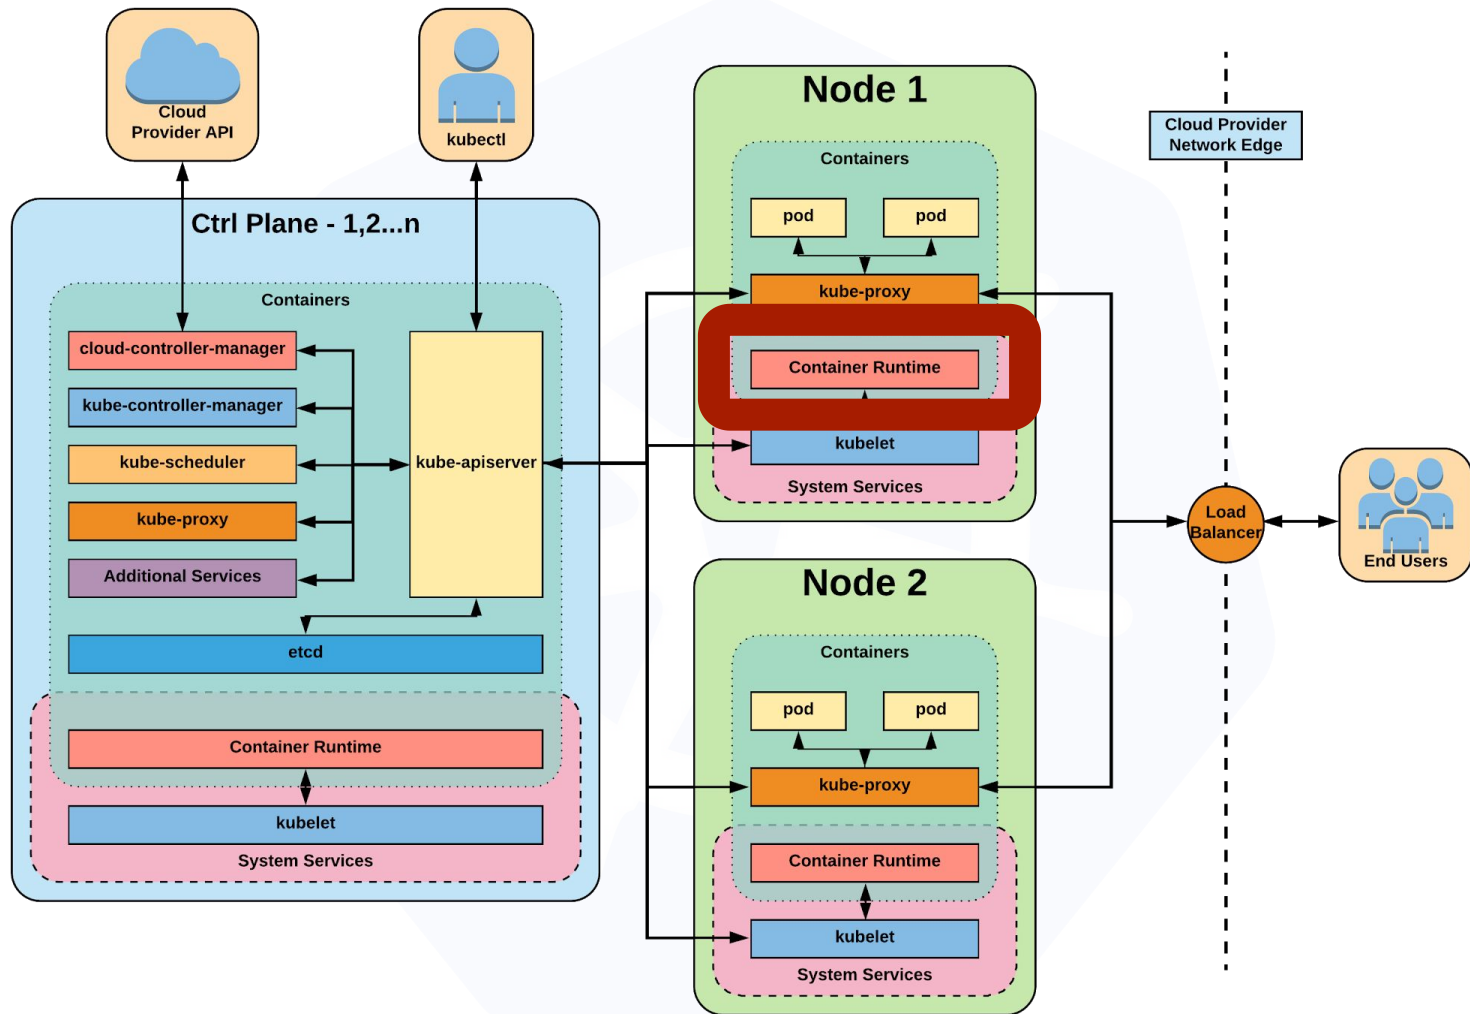 Cloud
Provider API
kubectl
Ctrl Plane - 1,2...n
Containers
cloud-controller-manager
kube-controller-manager
kube-scheduler
kube-proxy
Additional Services
kube-apiserver
etcd
Container Runtime
kubelet
System Services
Node 1
Containers
pod
pod
kube-proxy
Container Runtime
kubelet
System Services
Node 2
Containers
pod
pod
kube-proxy
Container Runtime
kubelet
System Services
Cloud Provider
Network Edge
Load
Balancer
End Users